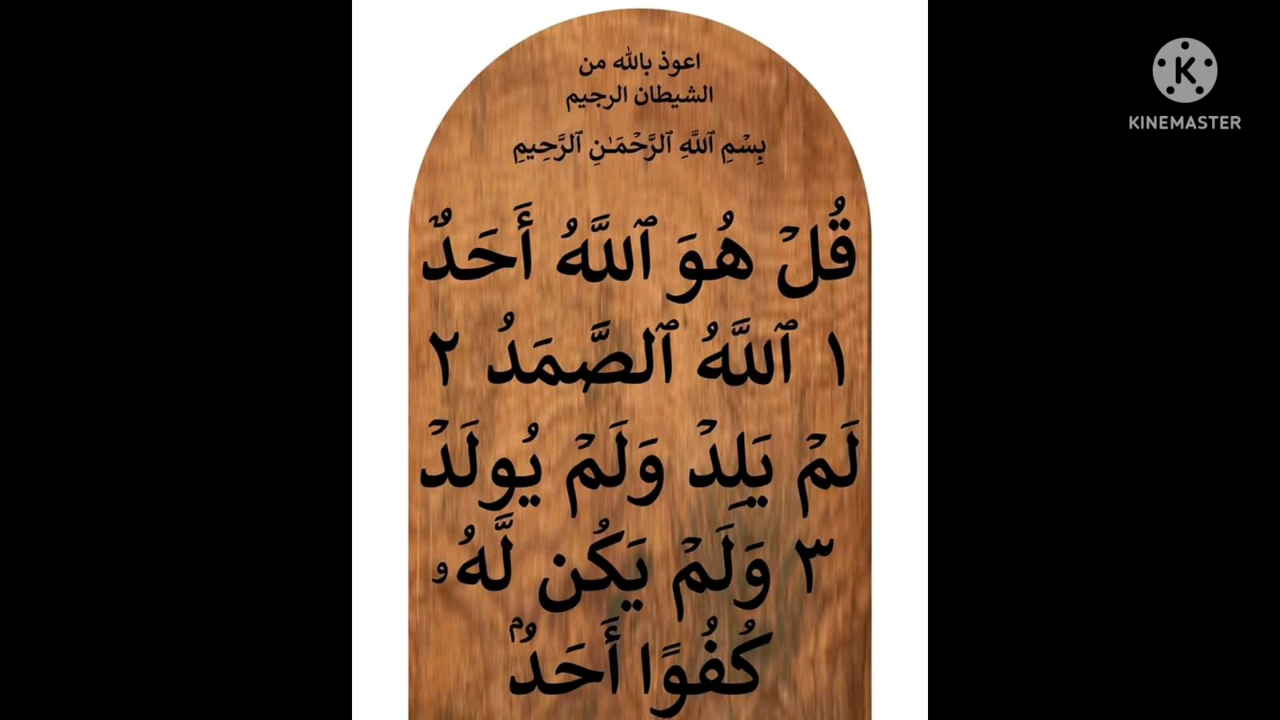 اعوذ بالله من
الشيطان الرجيم
بِسْمِ ٱللَّهِ ٱلرَّحْمَـٰنِ ٱلرَّحِيمِ
قُلْ هُوَ ٱللَّهُ أَحَدٌ
١ ٱللَّهُ ٱلصَّمَدُ ٢
لَمْ يَلِدْ وَلَمْ يُولَدْ
٣ وَلَمْ يَكُن لَّهُۥ
كُفُوًا أَحَدٌۢ
KINEMASTER